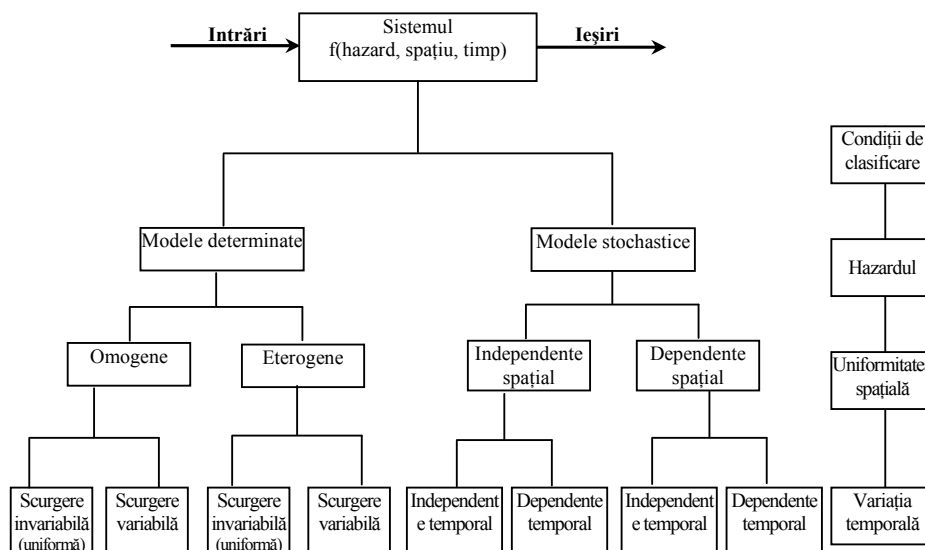 Intrări
Sistemul
f(hazard, spațiu, timp)
Ieşiri
Condiții de
clasificare
Modele determinate
Modele stochastice
Hazardul
Omogene
Eterogene
Independente
spațial
Dependente
spațial
Uniformitatea
spațială
Scurgere
invariabilă
(uniformă)
Scurgere
variabilă
Scurgere
invariabilă
(uniformă)
Scurgere
variabilă
Independent
e temporal
Dependente
temporal
Independent
e temporal
Dependente
temporal
Variația
temporală